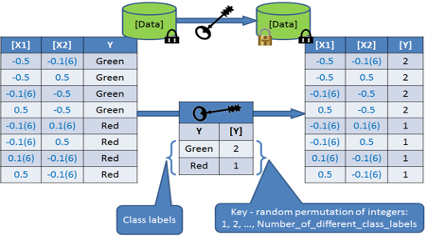 [Data] [Data]
[X1] [X2] Y
-0.5 -0.1(6) Green
-0.5 0.5 Green
-0.1(6) -0.5 Green
0.5 -0.5 Green
-0.1(6) 0.1(6) Red
-0.1(6) 0.5 Red
0.1(6) -0.1(6) Red
0.5 -0.1(6) Red
Y [Y]
Green 2
Red 1
[X1] [X2] [Y]
-0.5 -0.1(6) 2
-0.5 0.5 2
-0.1(6) -0.5 2
0.5 -0.5 2
-0.1(6) 0.1(6) 1
-0.1(6) 0.5 1
0.1(6) -0.1(6) 1
0.5 -0.1(6) 1
Class labels
Key - random permutation of integers:
1, 2, ..., Number_of_different_class_labels